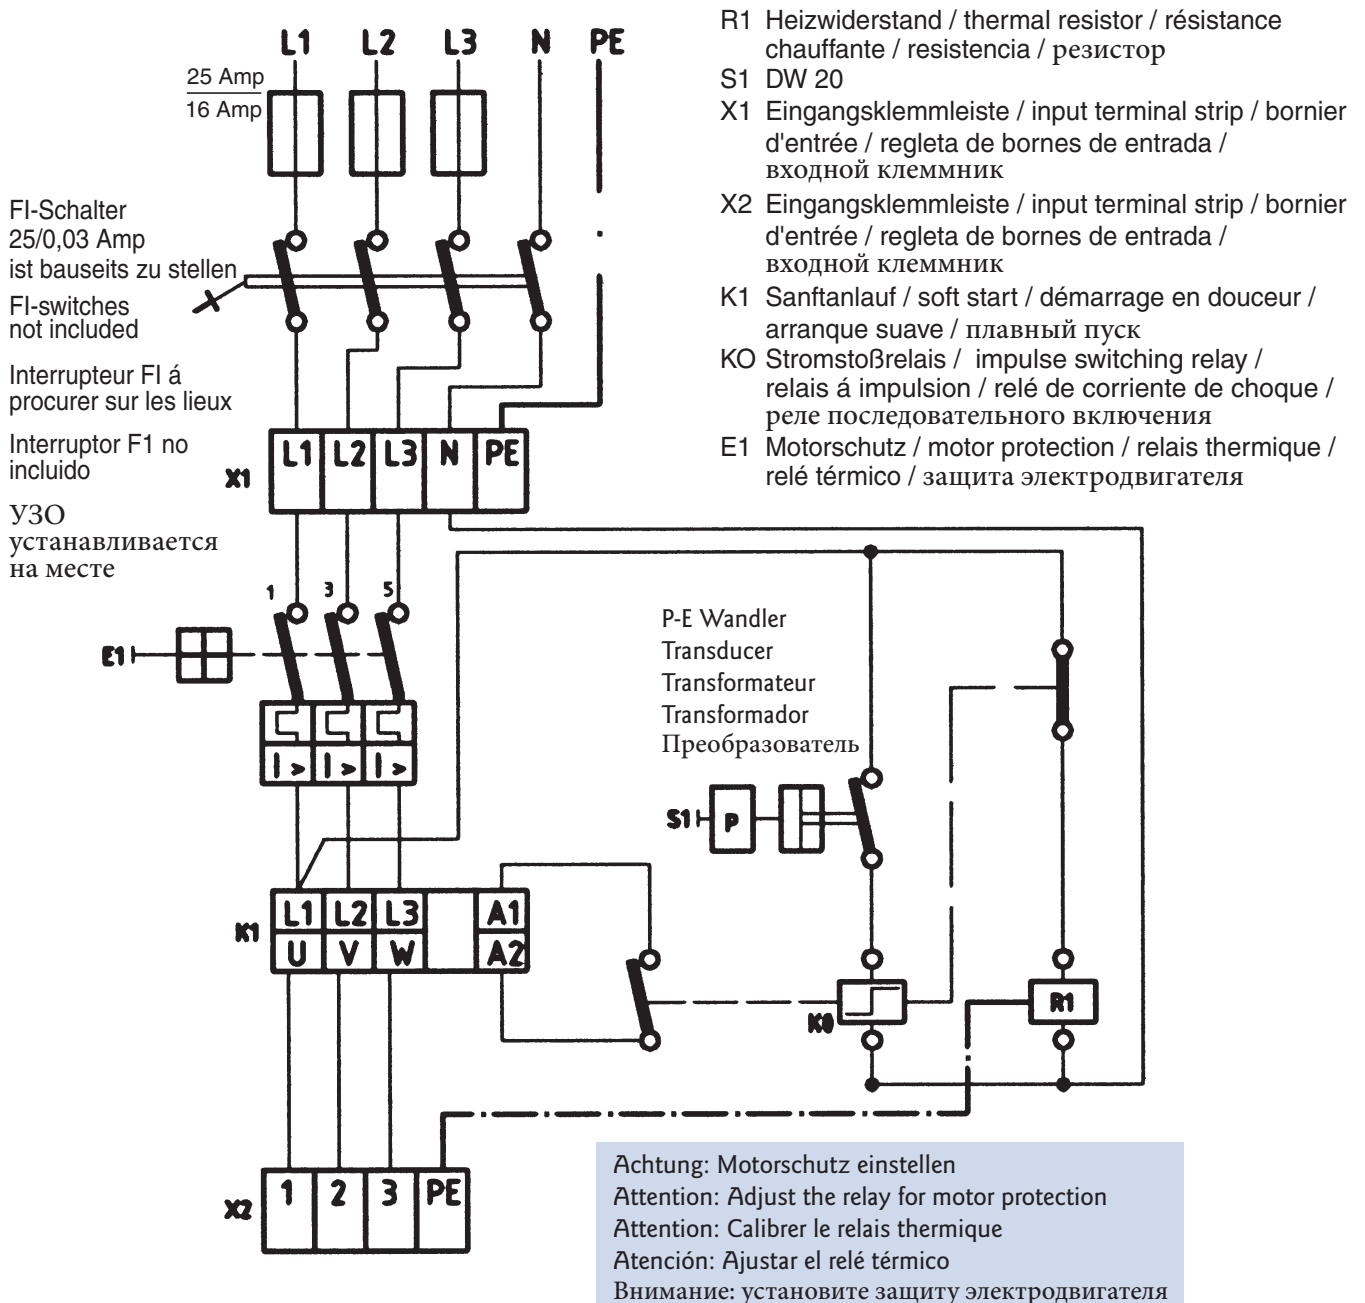 L1 L2 L3 N PE
25 Amp
16 Amp
FI-Schalter
25/0,03 Amp
ist bauseits zu stellen
FI-switches
not included
Interrupteur FI á
procurer sur les lieux
Interruptor F1 no
incluido
УЗО
устанавливается
на месте
R1 Heizwiderstand / thermal resistor / résistance
chauffante / resistencia / резистор
S1 DW 20
X1 Eingangsklemmleiste / input terminal strip / bornier
d'entrée / regleta de bornes de entrada /
входной клеммник
X2 Eingangsklemmleiste / input terminal strip / bornier
d'entrée / regleta de bornes de entrada /
входной клеммник
K1 Sanftanlauf / soft start / démarrage en douceur /
arranque suave / плавный пуск
KO Stromstoßrelais / impulse switching relay /
relais á impulsion / relé de corriente de choque /
реле последовательного включения
E1 Motorschutz / motor protection / relais thermique /
relé térmico / защита электродвигателя
X1 L1 L2 L3 N PE
1 3 5
E1
I > I > I >
P-E Wandler
Transducer
Transformateur
Transformador
Преобразователь
S1 P
K1 L1 L2 L3 A1
U V W A2
K0 R1
X2 1 2 3 PE
Achtung: Motorschutz einstellen
Attention: Adjust the relay for motor protection
Attention: Calibrer le relais thermique
Atención: Ajustar el relé térmico
Внимание: установите защиту электродвигателя